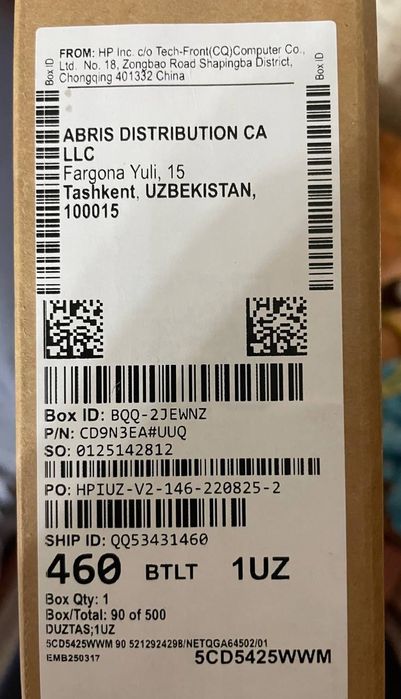 FROM: HP Inc. c/o Tech-Front(CQ)Computer Co.,
Ltd. No. 18, Zongbao Road Shapingba District,
Chongqing 401332 China
Box ID
Box ID
ABRIS DISTRIBUTION CA
LLC
Fargona Yuli, 15
Tashkent, UZBEKISTAN,
100015
Box ID: BQQ-2JEWNZ
P/N: CD9N3EA#UUQ
SO: 0125142812
PO: HPIUZ-V2-146-220825-2
SHIP ID: QQ53431460
460 BTLT 1UZ
Box Qty: 1
Box/Total: 90 of 500
DUZTAS;1UZ
5CD5425WWM 90 5212924298/NETQGA64502/01
EMB250317 5CD5425WWM